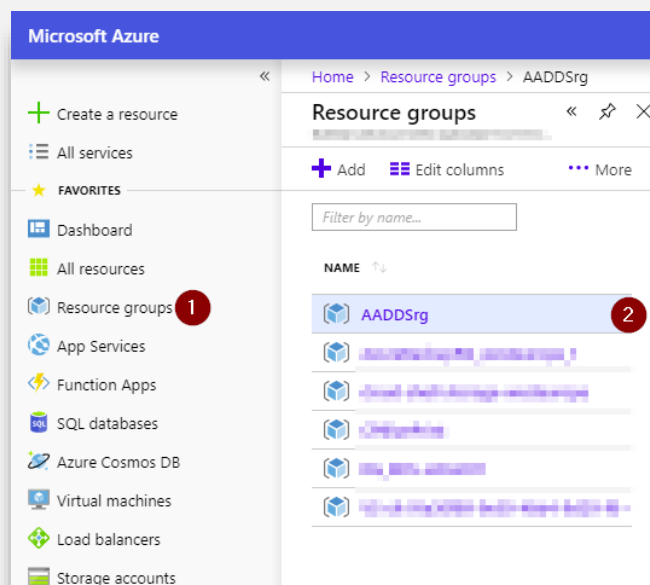 Microsoft Azure
«
Create a resource
All services
FAVORITES
Dashboard
All resources
Resource groups 1
App Services
Function Apps
SQL databases
Azure Cosmos DB
Virtual machines
Load balancers
Storage accounts
Home > Resource groups > AADDSrg
Resource groups «
Add Edit columns ... More
Filter by name...
NAME ↑↓
AADDSrg 2